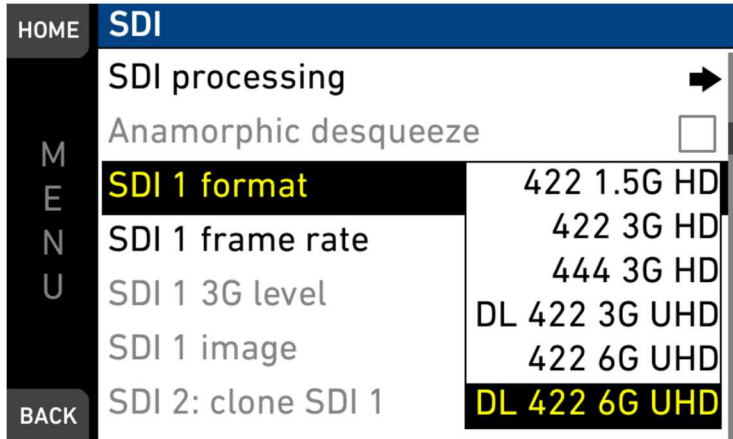 HOME
SDI
SDI processing
Anamorphic desqueeze
SDI 1 format
SDI 1 frame rate
SDI 1 3G level
SDI 1 image
SDI 2: clone SDI 1
422 1.5G HD
422 3G HD
444 3G HD
DL 422 3G UHD
422 6G UHD
DL 422 6G UHD
MENU
BACK